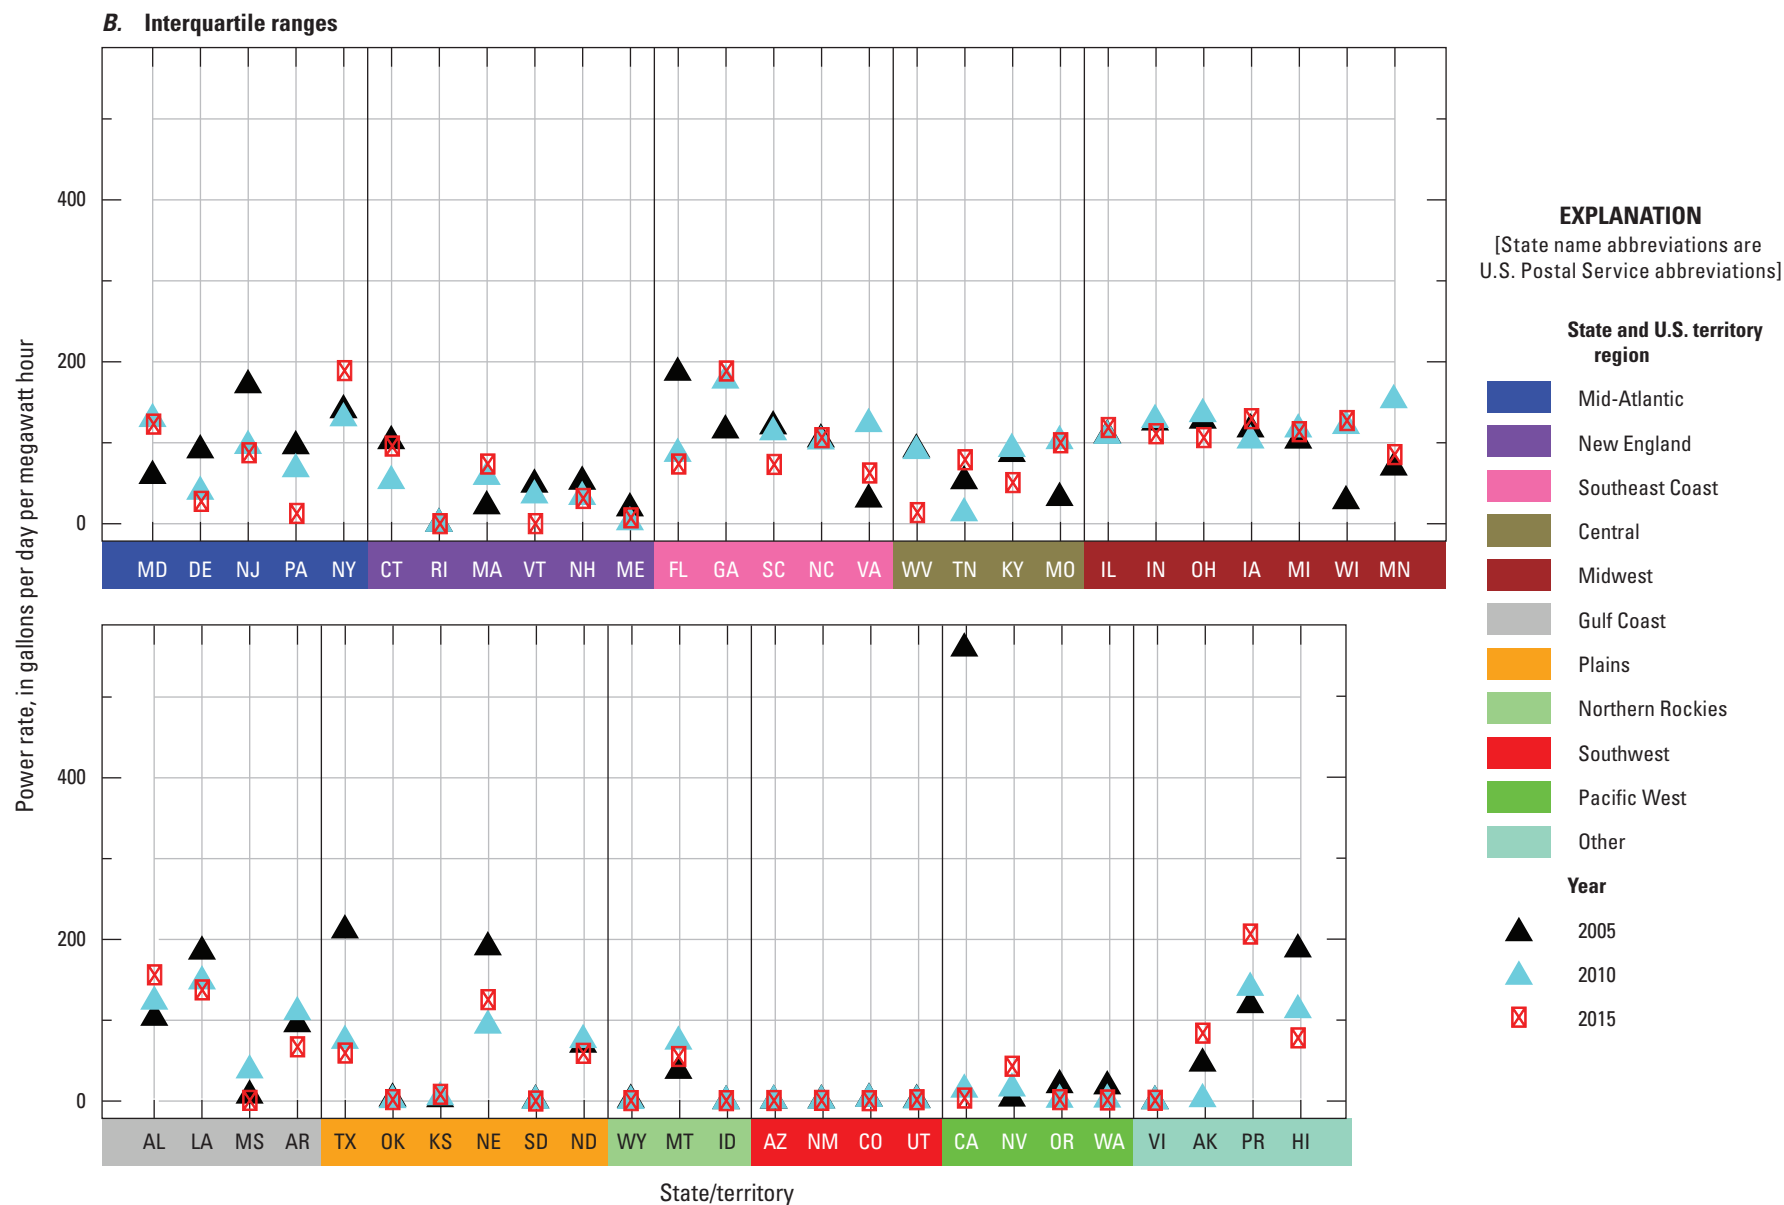 B. Interquartile ranges
Power rate, in gallons per day per megawatt hour
400
200
0
MD DE NJ PA NY CT RI MA VT NH ME FL GA SC NC VA WV TN KY MO IL IN OH IA MI WI MN
400
200
0
AL LA MS AR TX OK KS NE SD ND WY MT ID AZ NM CO UT CA NV OR WA VI AK PR HI
State/territory
EXPLANATION
[State name abbreviations are
U.S. Postal Service abbreviations]
State and U.S. territory
region
Mid-Atlantic
New England
Southeast Coast
Central
Midwest
Gulf Coast
Plains
Northern Rockies
Southwest
Pacific West
Other
Year
2005
2010
2015